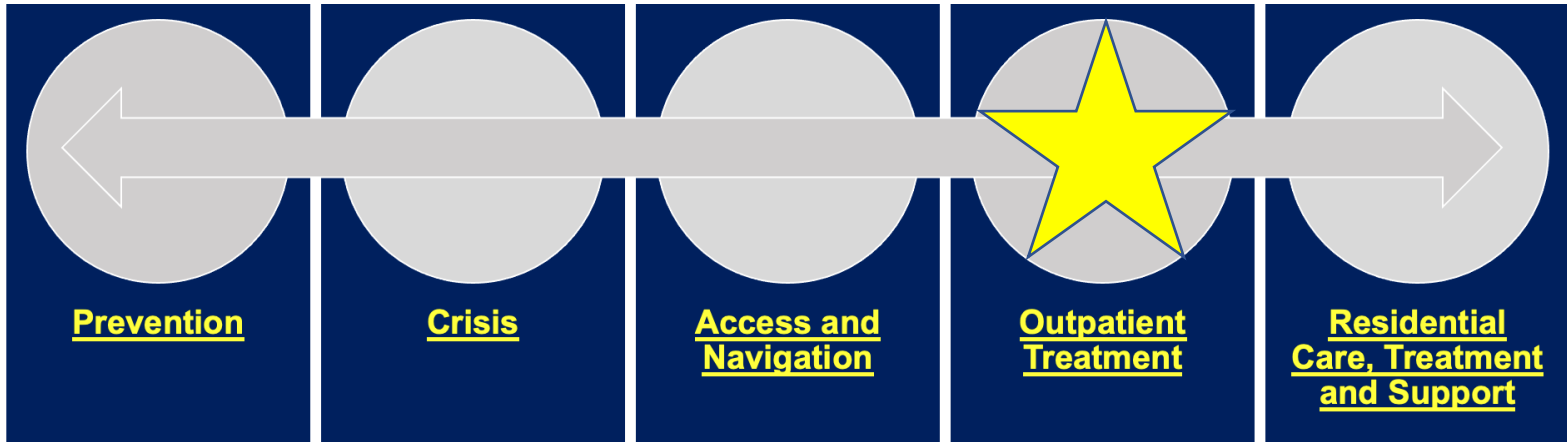 Prevention
Crisis
Access and
Navigation
Outpatient
Treatment
Residential
Care, Treatment
and Support